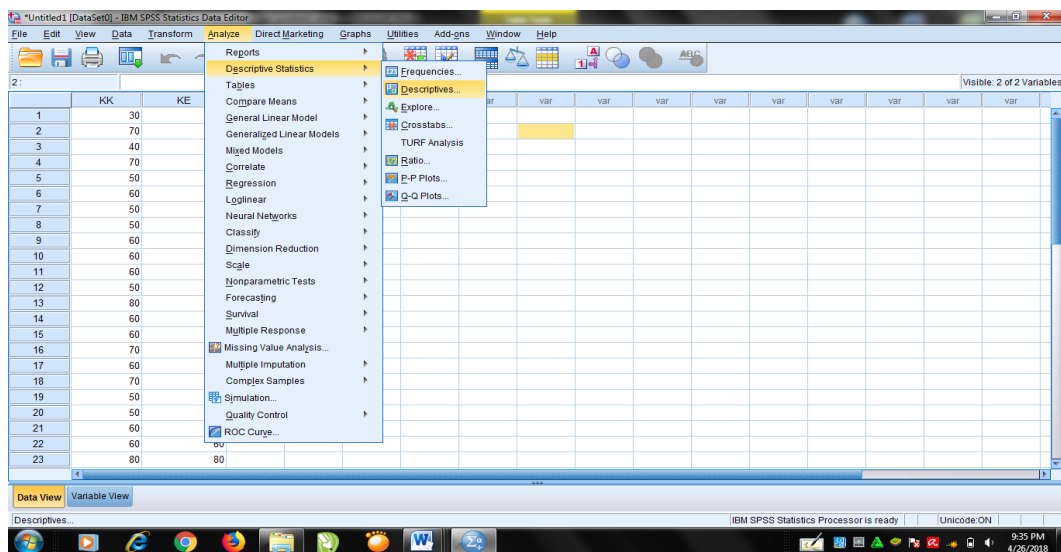 *Untitled1 [DataSet0] - IBM SPSS Statistics Data Editor
File Edit View Data Transform Analyze Direct Marketing Graphs Utilities Add-ons Window Help
2 :
Visible: 2 of 2 Variables
KK KE var var var var var var var var var
1 30
2 70
3 40
4 70
5 50
6 60
7 50
8 50
9 60
10 60
11 60
12 50
13 80
14 60
15 60
16 70
17 60
18 70
19 50
20 50
21 60
22 60 60
23 80 80
Reports
Descriptive Statistics
Tables
Compare Means
General Linear Model
Generalized Linear Models
Mixed Models
Correlate
Regression
Loglinear
Neural Networks
Classify
Dimension Reduction
Scale
Nonparametric Tests
Forecasting
Survival
Multiple Response
Missing Value Analysis...
Multiple Imputation
Complex Samples
Simulation...
Quality Control
ROC Curve...
Frequencies...
Descriptives...
Explore...
Crosstabs...
TURF Analysis
Ratio...
P-P Plots...
Q-Q Plots...
Data View Variable View
Descriptives...
IBM SPSS Statistics Processor is ready
Unicode:ON
9:35 PM
4/26/2018